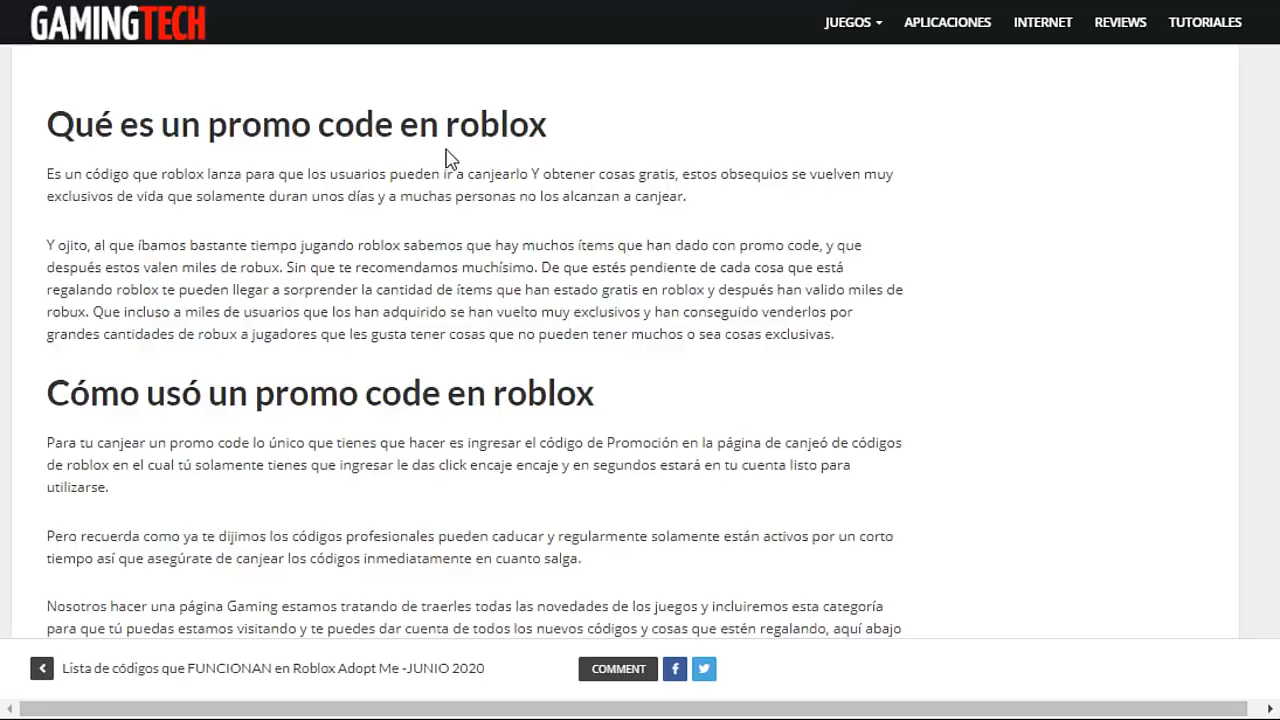 GAMINGTECH
JUEGOS APLICACIONES INTERNET REVIEWS TUTORIALES
Qué es un promo code en roblox
Es un código que roblox lanza para que los usuarios pueden ir a canjearlo Y obtener cosas gratis, estos obsequios se vuelven muy
exclusivos de vida que solamente duran unos días y a muchas personas no los alcanzan a canjear.
Y ojito, al que íbamos bastante tiempo jugando roblox sabemos que hay muchos ítems que han dado con promo code, y que
después estos valen miles de robux. Sin que te recomendamos muchísimo. De que estés pendiente de cada cosa que está
regalando roblox te pueden llegar a sorprender la cantidad de ítems que han estado gratis en roblox y después han valido miles de
robux. Que incluso a miles de usuarios que los han adquirido se han vuelto muy exclusivos y han conseguido venderlos por
grandes cantidades de robux a jugadores que les gusta tener cosas que no pueden tener muchos o sea cosas exclusivas.
Cómo usó un promo code en roblox
Para tu canjear un promo code lo único que tienes que hacer es ingresar el código de Promoción en la página de canjeó de códigos
de roblox en el cual tú solamente tienes que ingresar le das click encaje encaje y en segundos estará en tu cuenta listo para
utilizarse.
Pero recuerda como ya te dijimos los códigos profesionales pueden caducar y regularmente solamente están activos por un corto
tiempo así que asegúrate de canjear los códigos inmediatamente en cuanto salga.
Nosotros hacer una página Gaming estamos tratando de traerles todas las novedades de los juegos y incluiremos esta categoría
para que tú puedas estamos visitando y te puedes dar cuenta de todos los nuevos códigos y cosas que estén regalando, aquí abajo
Lista de códigos que FUNCIONAN en Roblox Adopt Me -JUNIO 2020
COMMENT